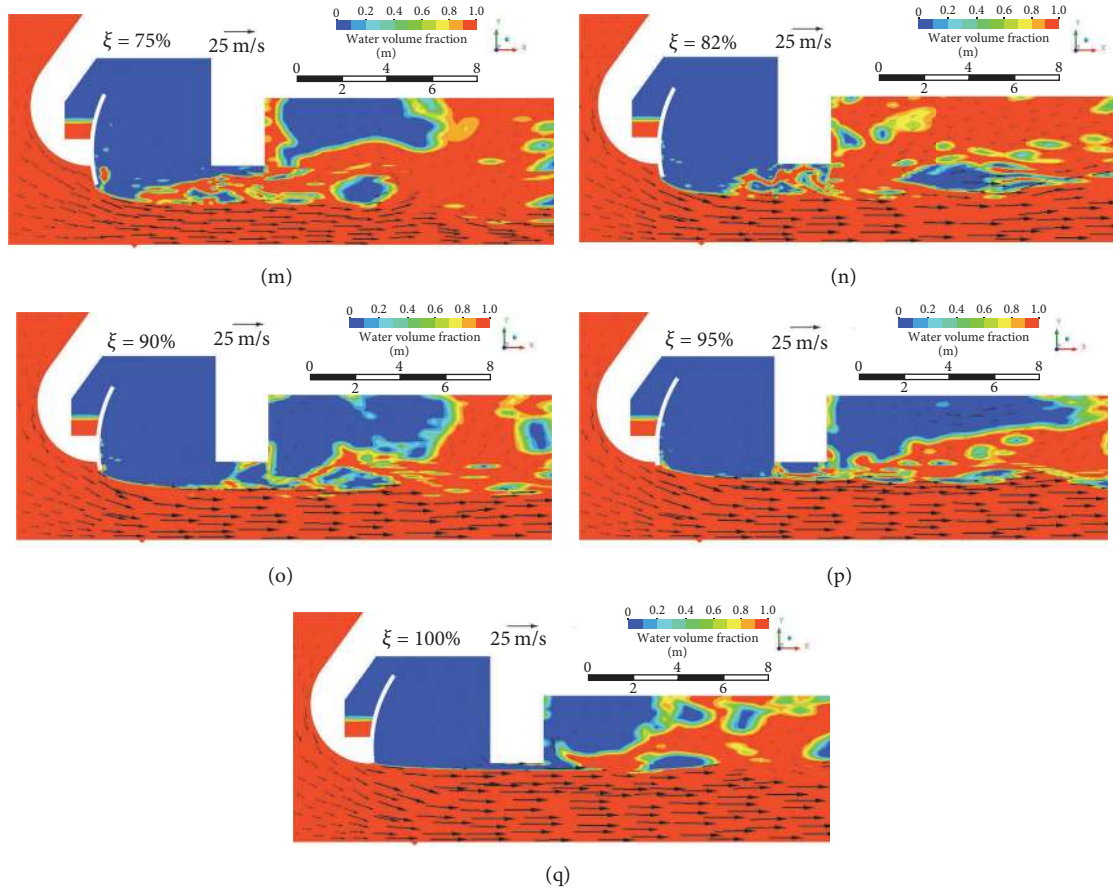 0 0.2 0.4 0.6 0.8 1.0
ξ = 75% 25 m/s Water volume fraction
(m)
0 4 8
2 6
Y
X
(m)
0 0.2 0.4 0.6 0.8 1.0
ξ = 82% 25 m/s Water volume fraction
(m)
0 4 8
2 6
Y
X
(n)
0 0.2 0.4 0.6 0.8 1.0
ξ = 90% 25 m/s Water volume fraction
(m)
0 4 8
2 6
Y
X
(o)
0 0.2 0.4 0.6 0.8 1.0
ξ = 95% 25 m/s Water volume fraction
(m)
0 4 8
2 6
Y
X
(p)
0 0.2 0.4 0.6 0.8 1.0
ξ = 100% 25 m/s Water volume fraction
(m)
0 4 8
2 6
Y
X
(q)